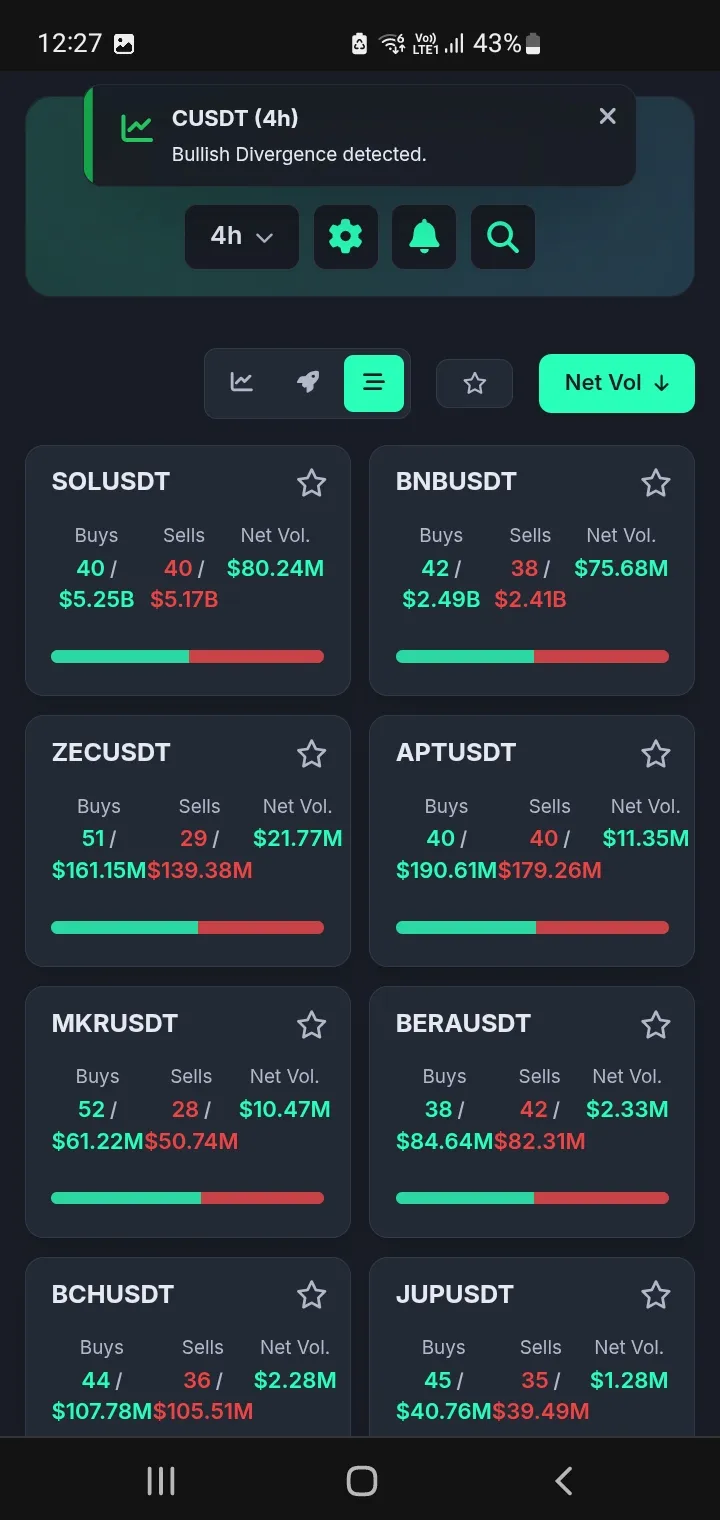 12:27 Vo)) LTE1 43%
CUSDT (4h)
Bullish Divergence detected.
4h
Net Vol ↓
SOLUSDT
Buys Sells Net Vol.
40 / 40 / $80.24M
$5.25B $5.17B
BNBUSDT
Buys Sells Net Vol.
42 / 38 / $75.68M
$2.49B $2.41B
ZECUSDT
Buys Sells Net Vol.
51 / 29 / $21.77M
$161.15M $139.38M
APTUSDT
Buys Sells Net Vol.
40 / 40 / $11.35M
$190.61M $179.26M
MKRUSDT
Buys Sells Net Vol.
52 / 28 / $10.47M
$61.22M $50.74M
BERAUSDT
Buys Sells Net Vol.
38 / 42 / $2.33M
$84.64M $82.31M
BCHUSDT
Buys Sells Net Vol.
44 / 36 / $2.28M
$107.78M $105.51M
JUPUSDT
Buys Sells Net Vol.
45 / 35 / $1.28M
$40.76M $39.49M